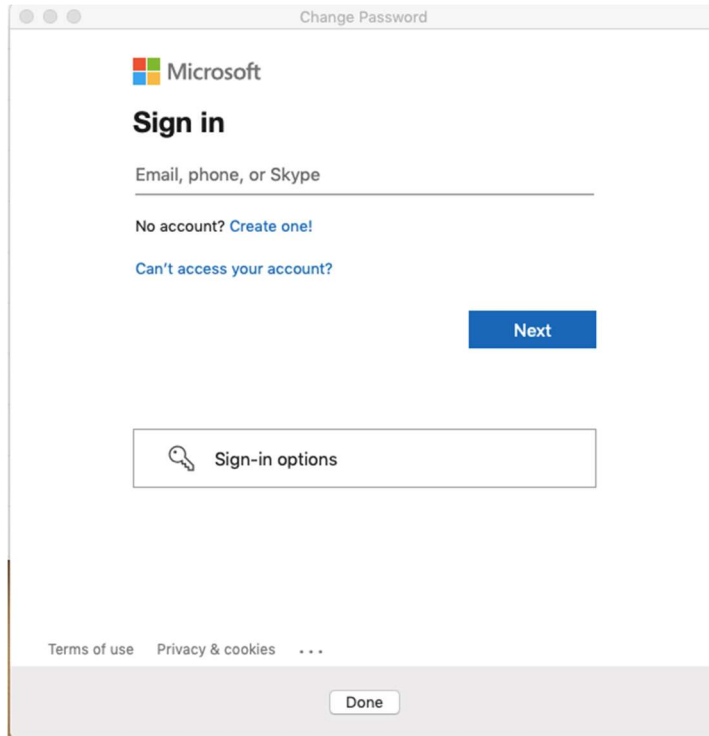 Change Password
Microsoft
Sign in
Email, phone, or Skype
No account? Create one!
Can't access your account?
Next
Sign-in options
Terms of use Privacy & cookies ...
Done